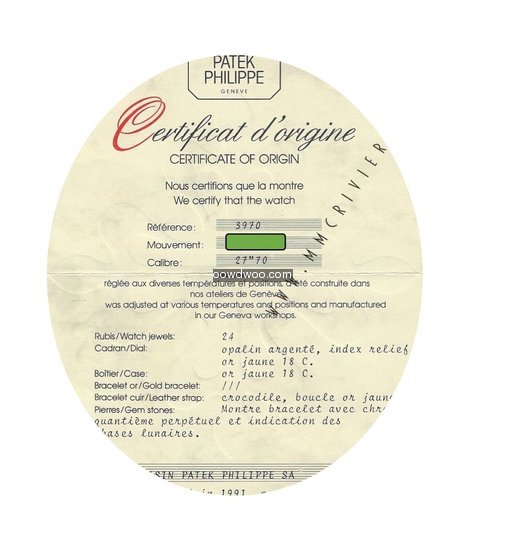 PATEK
PHILIPPE
GENEVE
Certificat d'origine
CERTIFICATE OF ORIGIN
Nous certifions que la montre
We certify that the watch
Référence: 3970
Mouvement:
Calibre: 27"70
oowdwoo.com
WWW.MMCRIVIER
réglée aux diverses températures et positions, a été construite dans
nos ateliers de Genève
was adjusted at various temperatures and positions and manufactured
in our Geneva workshops.
Rubis/Watch jewels: 24
Cadran/Dial: opalin argenté, index relief
or jaune 18 C.
Boîtier/Case: or jaune 18 C.
Bracelet or/Gold bracelet: ///
Bracelet cuir/Leather strap: crocodile, boucle or jaun
Pierres/Gem stones: Montre bracelet avec chr
quantième perpétuel et indication des
phases lunaires.
SIN PATEK PHILIPPE SA
1991